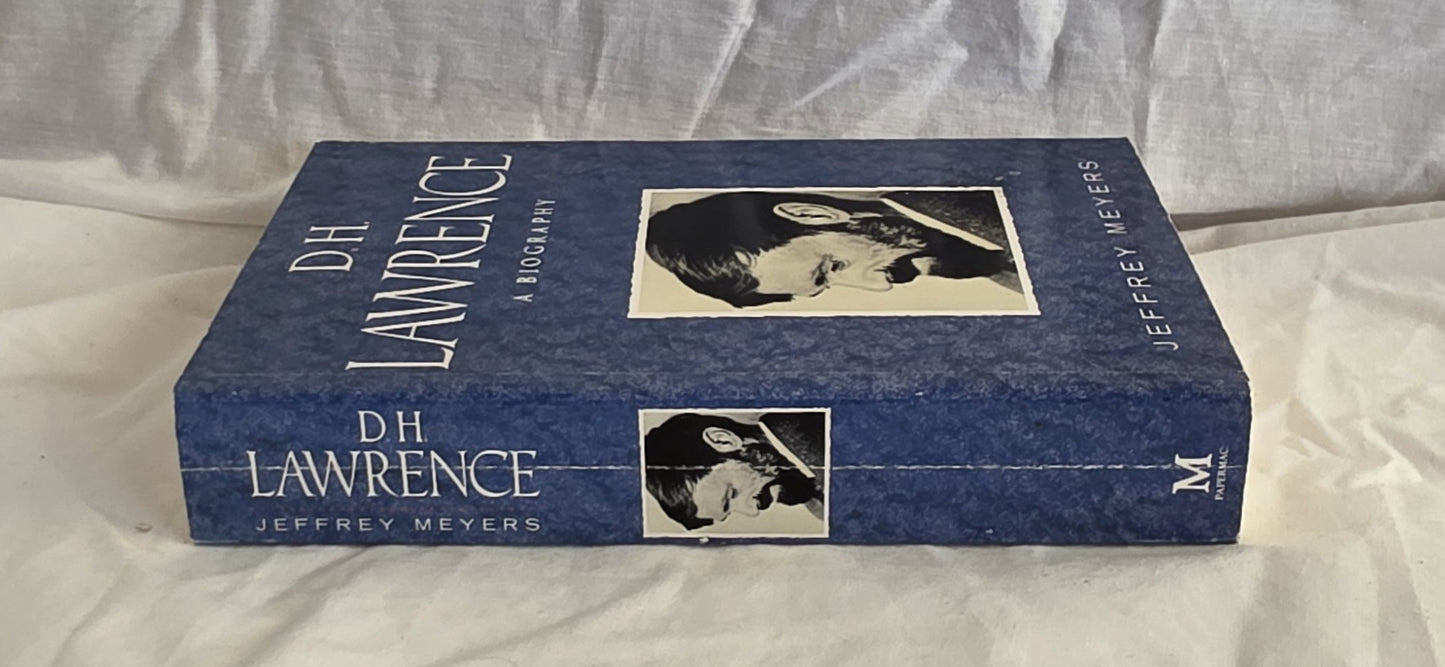 D.H.
LAWRENCE
A BIOGRAPHY
JEFFREY MEYERS
D.H.
LAWRENCE
JEFFREY MEYERS
M
PAPERMAC